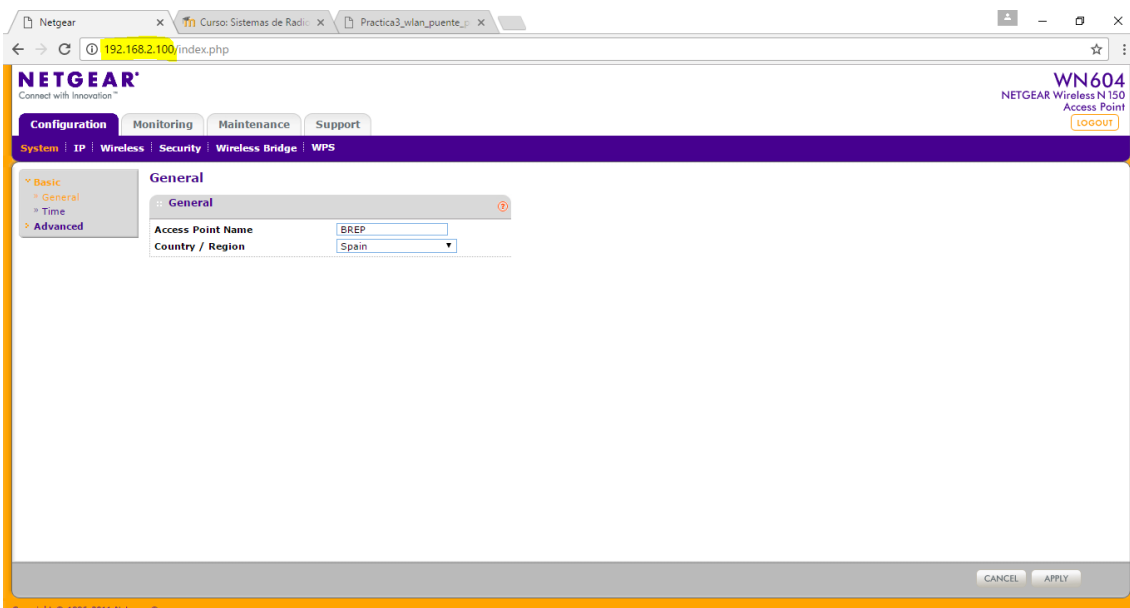 Netgear
Curso: Sistemas de Radio
Practica3_wlan_puente_p
192.168.2.100/index.php
NETGEAR®
Connect with Innovation™
WN604
NETGEAR Wireless N 150
Access Point
LOGOUT
Configuration Monitoring Maintenance Support
System IP Wireless Security Wireless Bridge WPS
Basic
General
Time
Advanced
General
General
Access Point Name BREP
Country / Region Spain
CANCEL APPLY